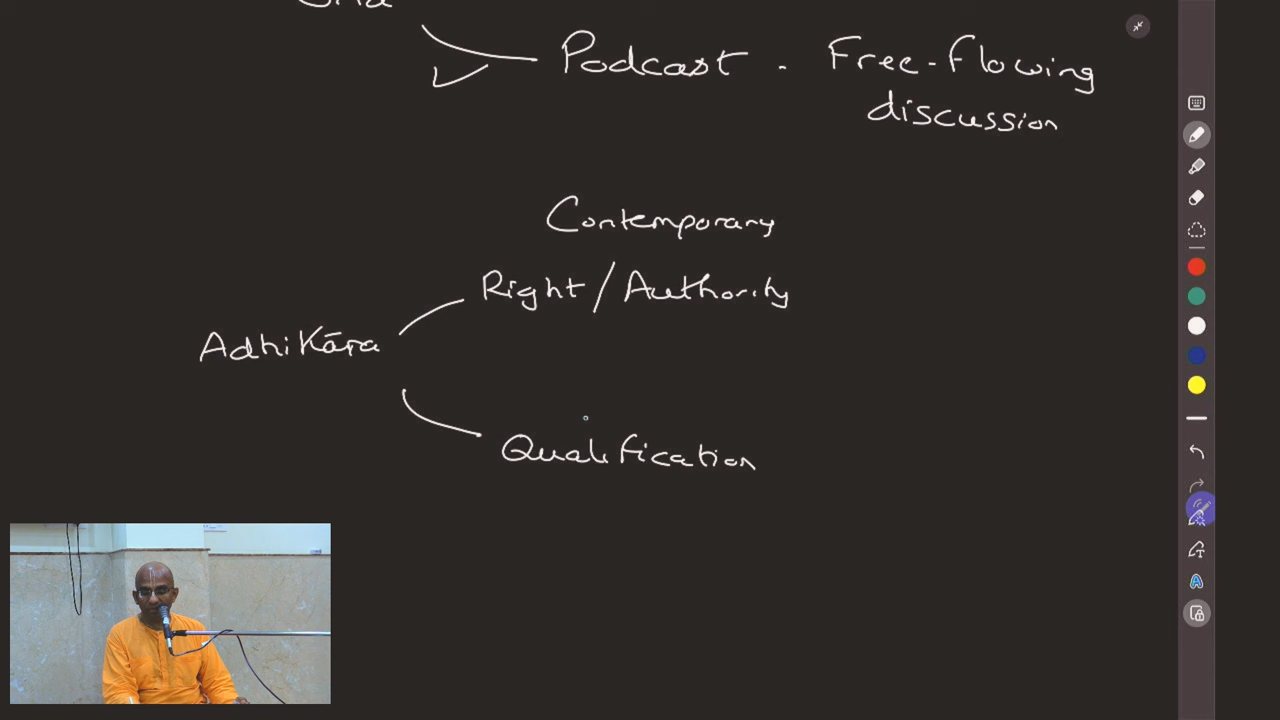 Podcast - Free-flowing
discussion
Contemporary
Right/Authority
Adhikāra
Qualification